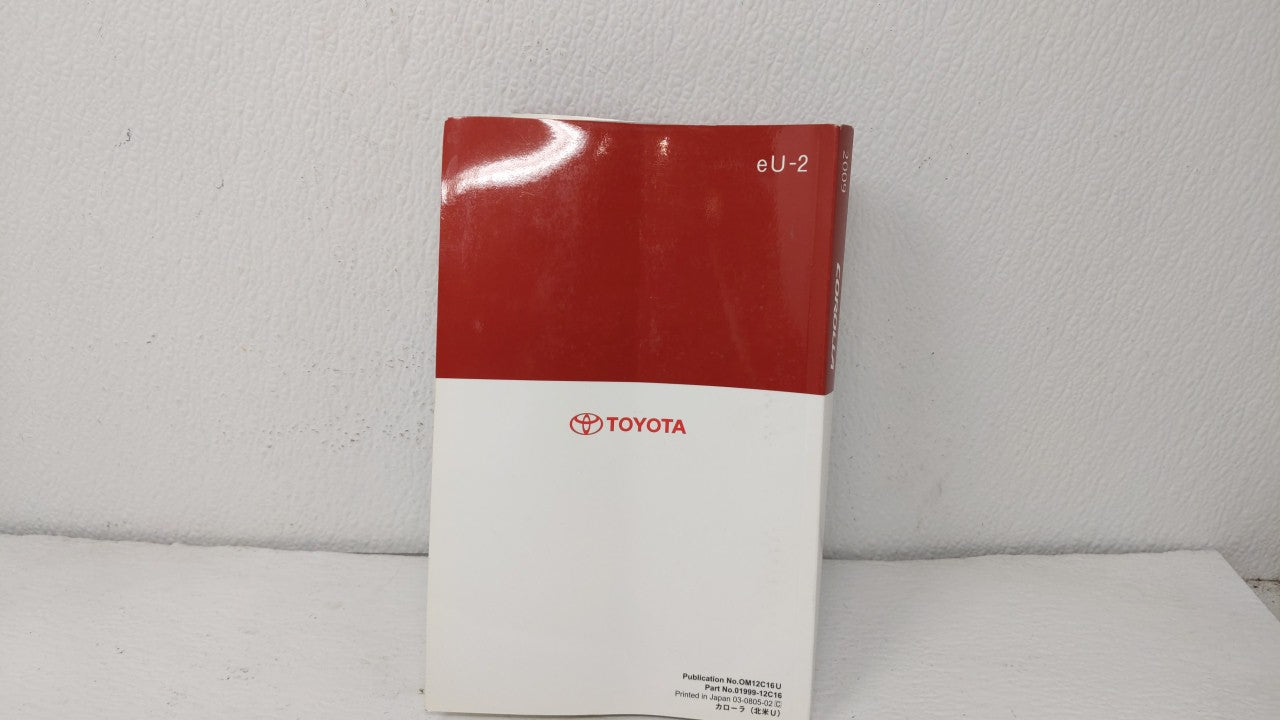 eU-2
2009
COROLLA
TOYOTA
Publication No.OM12C16U
Part No.01999-12C16
Printed in Japan 03-0805-02 C
カローラ（北米U）